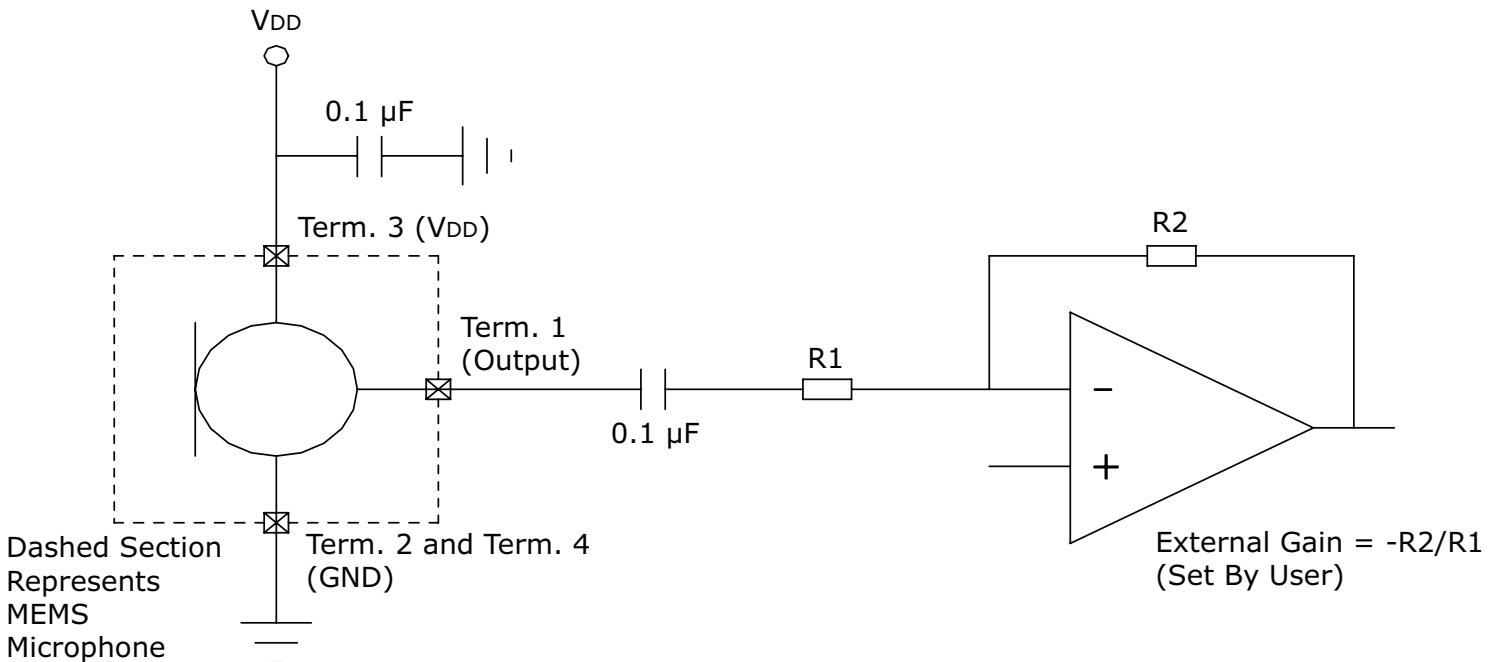 VDD
0.1 µF
Term. 3 (VDD)
R2
Term. 1
(Output)
R1
0.1 µF
−
+
Term. 2 and Term. 4
(GND)
Dashed Section
Represents
MEMS
Microphone
External Gain = -R2/R1
(Set By User)